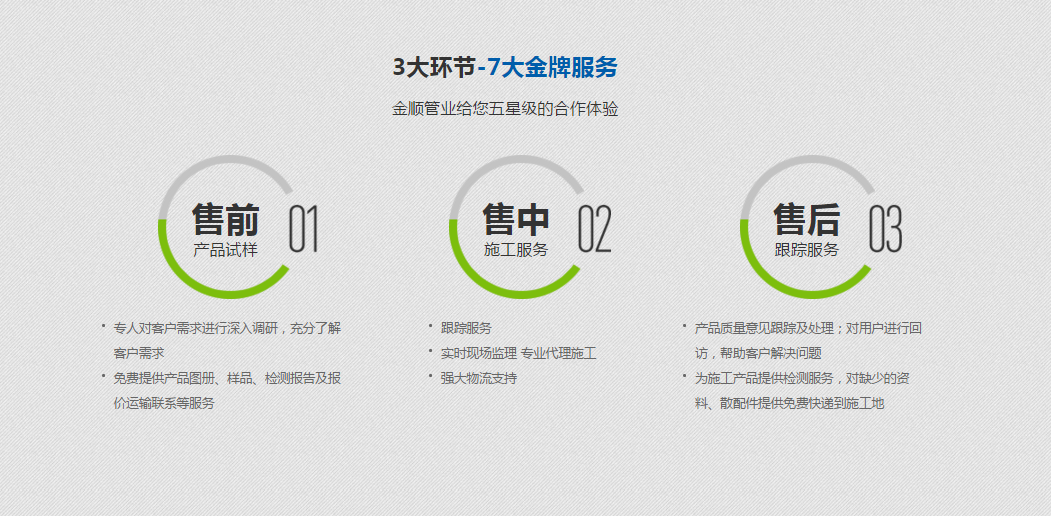 3大环节-7大金牌服务
金顺管业给您五星级的合作体验
售前
产品试样
01
售中
施工服务
02
售后
跟踪服务
03
• 专人对客户需求进行深入调研，充分了解
客户需求
• 免费提供产品图册、样品、检测报告及报
价运输联系等服务
• 跟踪服务
• 实时现场监理 专业代理施工
• 强大物流支持
• 产品质量意见跟踪及处理；对用户进行回
访，帮助客户解决问题
• 为施工产品提供检测服务，对缺少的资
料、散配件提供免费快递到施工地